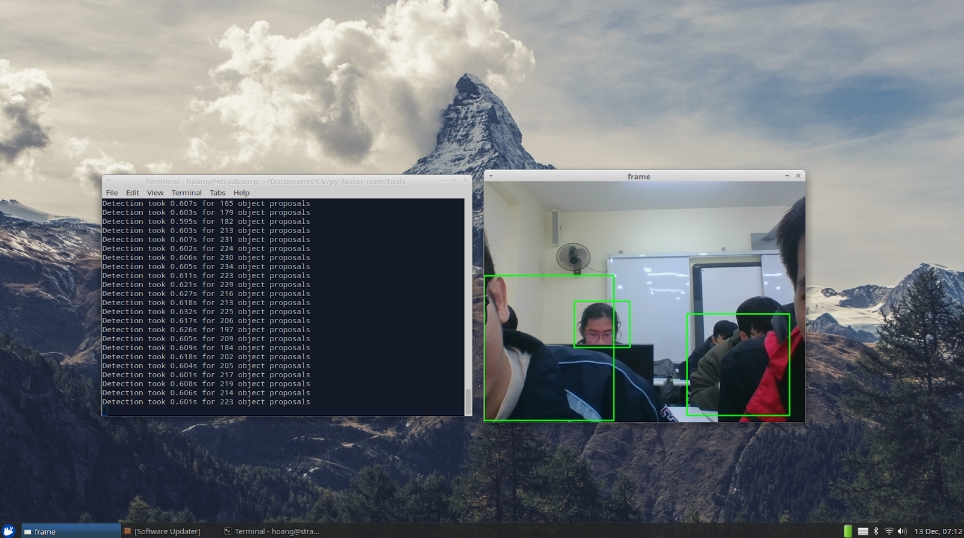 Terminal - hoang@strasbourg: ~/Documents/CV/py-faster-rcnn/tools
File Edit View Terminal Tabs Help
Detection took 0.607s for 165 object proposals
Detection took 0.603s for 179 object proposals
Detection took 0.595s for 182 object proposals
Detection took 0.603s for 213 object proposals
Detection took 0.607s for 231 object proposals
Detection took 0.602s for 224 object proposals
Detection took 0.606s for 230 object proposals
Detection took 0.605s for 234 object proposals
Detection took 0.611s for 223 object proposals
Detection took 0.621s for 229 object proposals
Detection took 0.627s for 216 object proposals
Detection took 0.618s for 213 object proposals
Detection took 0.632s for 225 object proposals
Detection took 0.617s for 206 object proposals
Detection took 0.626s for 197 object proposals
Detection took 0.605s for 209 object proposals
Detection took 0.609s for 184 object proposals
Detection took 0.618s for 202 object proposals
Detection took 0.604s for 205 object proposals
Detection took 0.601s for 217 object proposals
Detection took 0.608s for 219 object proposals
Detection took 0.606s for 214 object proposals
Detection took 0.601s for 223 object proposals
frame
frame
[Software Updater]
Terminal - hoang@stra...
13 Dec, 07:12